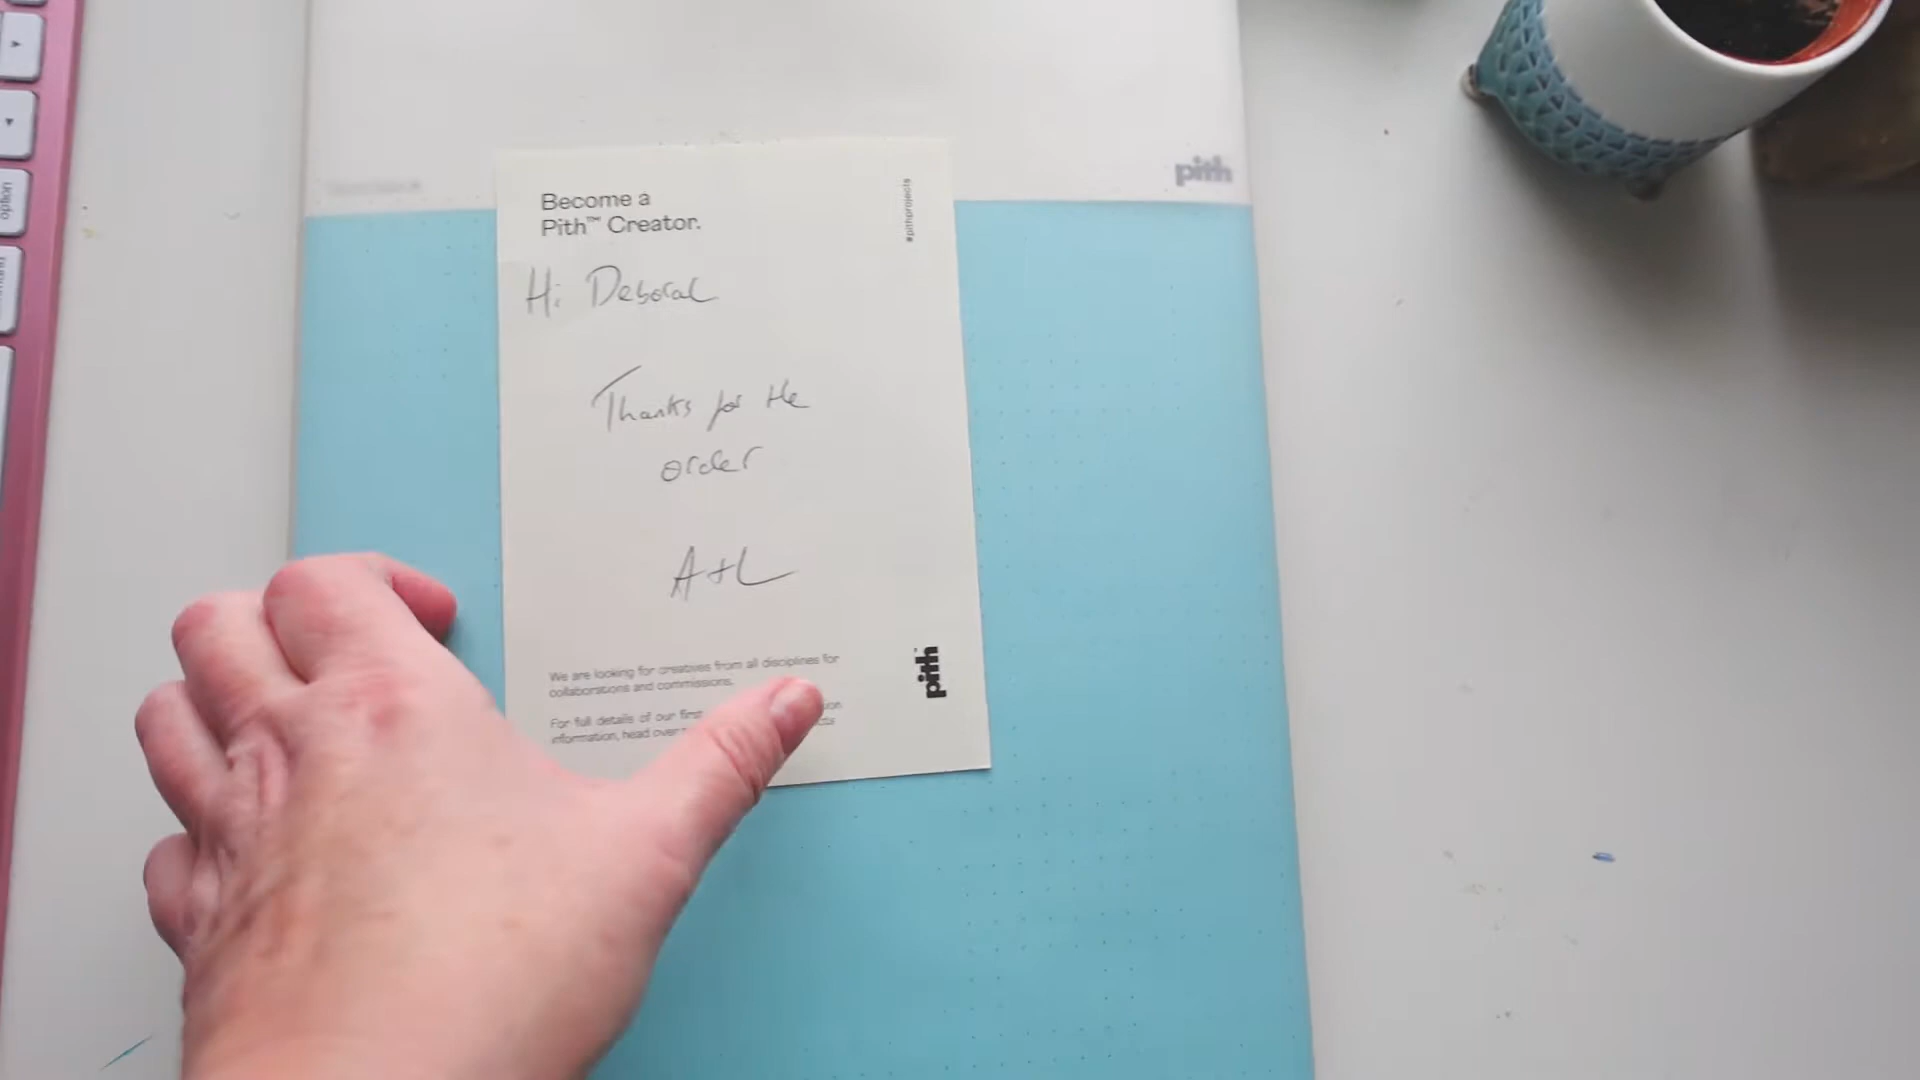 option
pith
Become a
Pith™ Creator.
#pithprojects
Hi Deborah
Thanks for the
order
A+L
We are looking for creatives from all disciplines for
collaborations and commissions.
For full details of our first
information, head over
pith